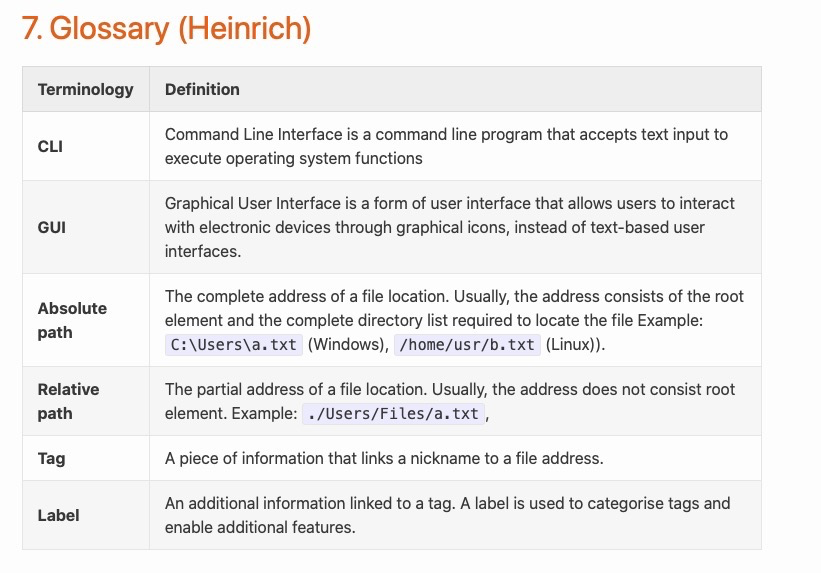 7. Glossary (Heinrich)
Terminology Definition
CLI
Command Line Interface is a command line program that accepts text input to
execute operating system functions
GUI
Graphical User Interface is a form of user interface that allows users to interact
with electronic devices through graphical icons, instead of text-based user
interfaces.
Absolute
path
The complete address of a file location. Usually, the address consists of the root
element and the complete directory list required to locate the file Example:
C:\Users\a.txt (Windows), /home/usr/b.txt (Linux)).
Relative
path
The partial address of a file location. Usually, the address does not consist root
element. Example: ./Users/Files/a.txt,
Tag
A piece of information that links a nickname to a file address.
Label
An additional information linked to a tag. A label is used to categorise tags and
enable additional features.